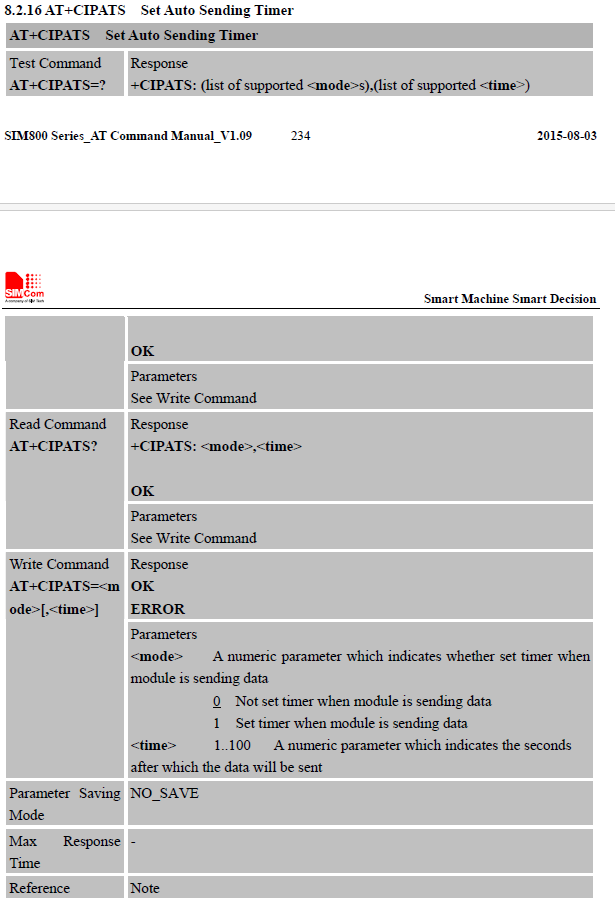 8.2.16 AT+CIPATS Set Auto Sending Timer
AT+CIPATS Set Auto Sending Timer
Test Command
AT+CIPATS=?
Response
+CIPATS: (list of supported <mode>s),(list of supported <time>)
SIM800 Series_AT Command Manual_V1.09 234 2015-08-03
SIMCom
A company of SIM Tech
Smart Machine Smart Decision
OK
Parameters
See Write Command
Read Command
AT+CIPATS?
Response
+CIPATS: <mode>,<time>
OK
Parameters
See Write Command
Write Command
AT+CIPATS=<m
ode>[,<time>]
Response
OK
ERROR
Parameters
<mode> A numeric parameter which indicates whether set timer when
module is sending data
0 Not set timer when module is sending data
1 Set timer when module is sending data
<time> 1..100 A numeric parameter which indicates the seconds
after which the data will be sent
Parameter Saving
Mode
NO_SAVE
Max Response
Time
-
Reference
Note